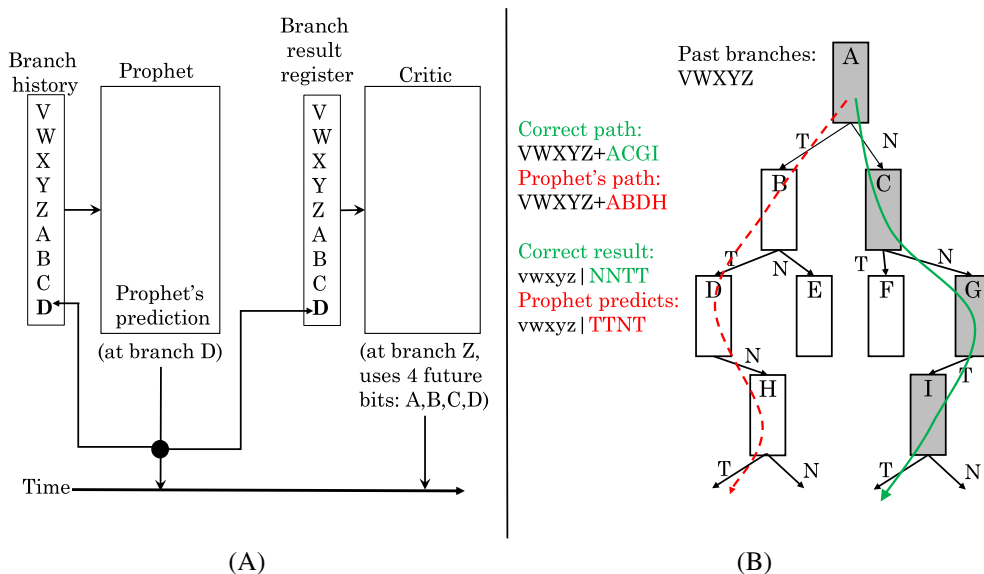 Branch
history
Prophet
V
W
X
Y
Z
A
B
C
D
Prophet's
prediction
(at branch D)
Branch
result
register
Critic
V
W
X
Y
Z
A
B
C
D
(at branch Z,
uses 4 future
bits: A,B,C,D)
Time
(A)
Past branches:
VWXYZ
Correct path:
VWXYZ+ACGI
Prophet's path:
VWXYZ+ABDH
Correct result:
vwxyz|NNTT
Prophet predicts:
vwxyz|TTNT
A
T N
B C
T N T N
D E F G
N T
H I
T N T N
(B)